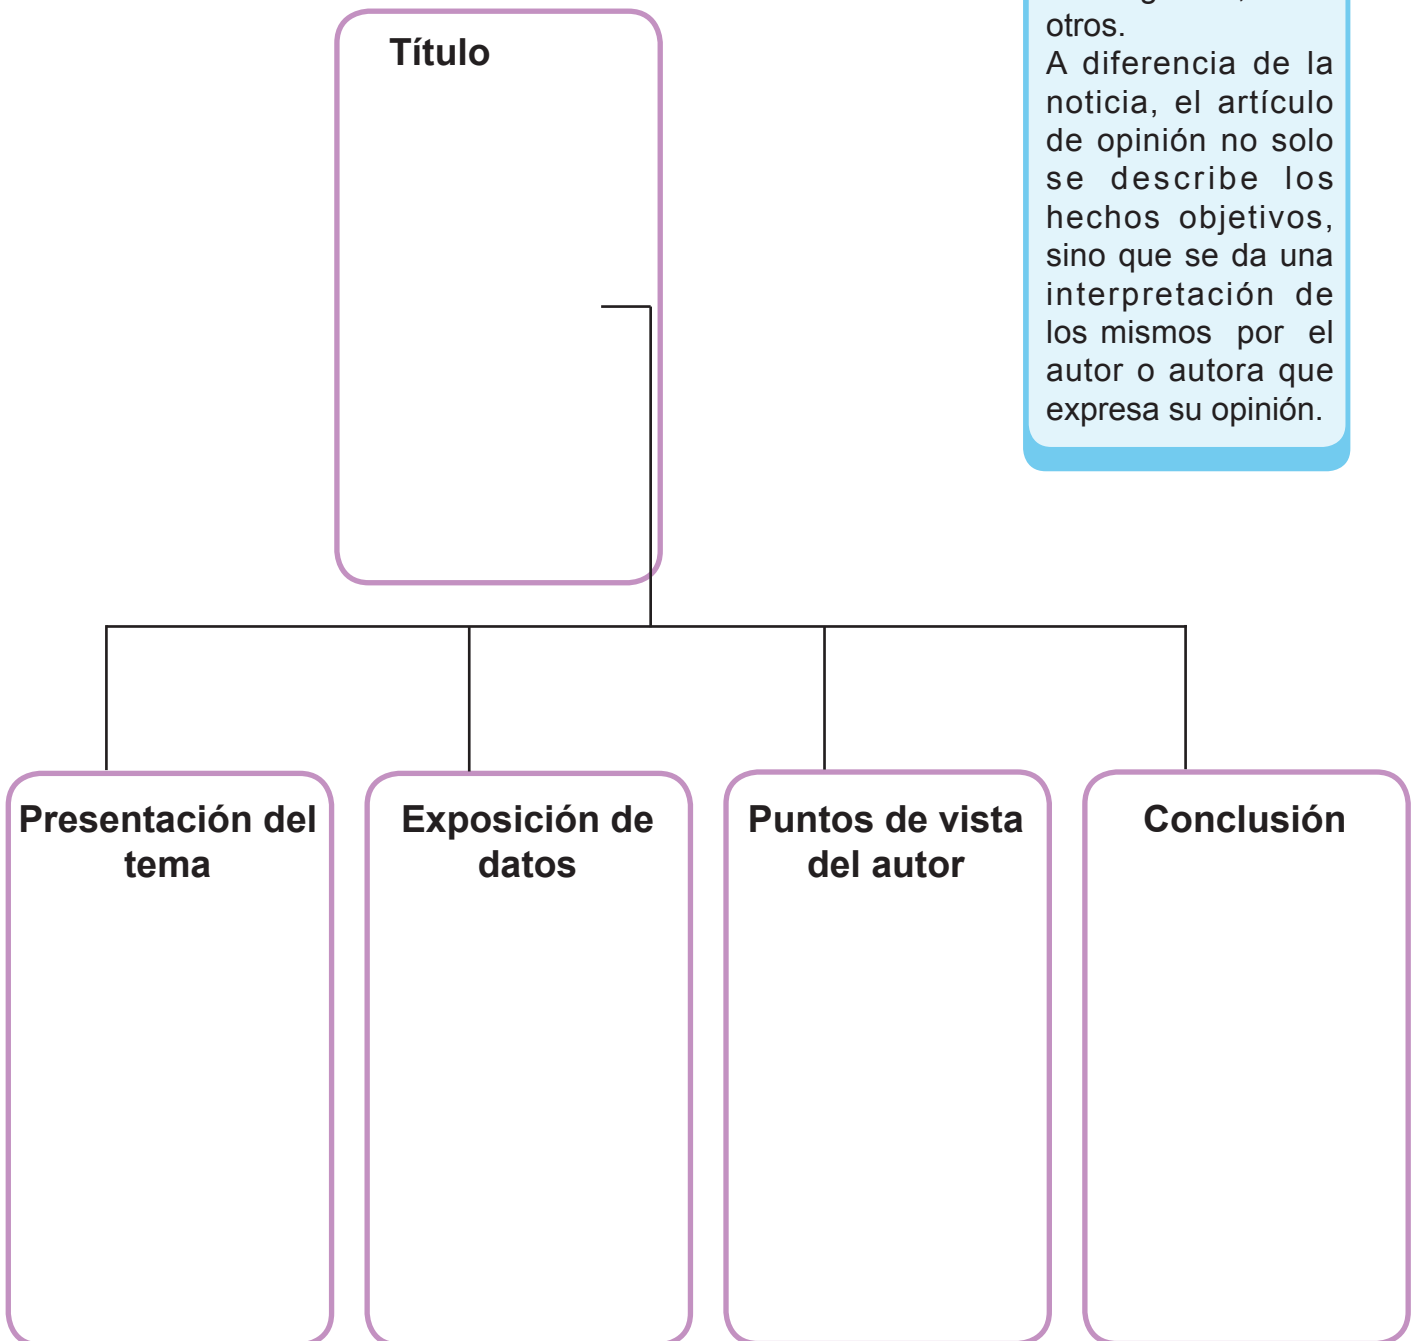 Título
otros.
A diferencia de la
noticia, el artículo
de opinión no solo
se describe los
hechos objetivos,
sino que se da una
interpretación de
los mismos por el
autor o autora que
expresa su opinión.
Presentación del
tema
Exposición de
datos
Puntos de vista
del autor
Conclusión